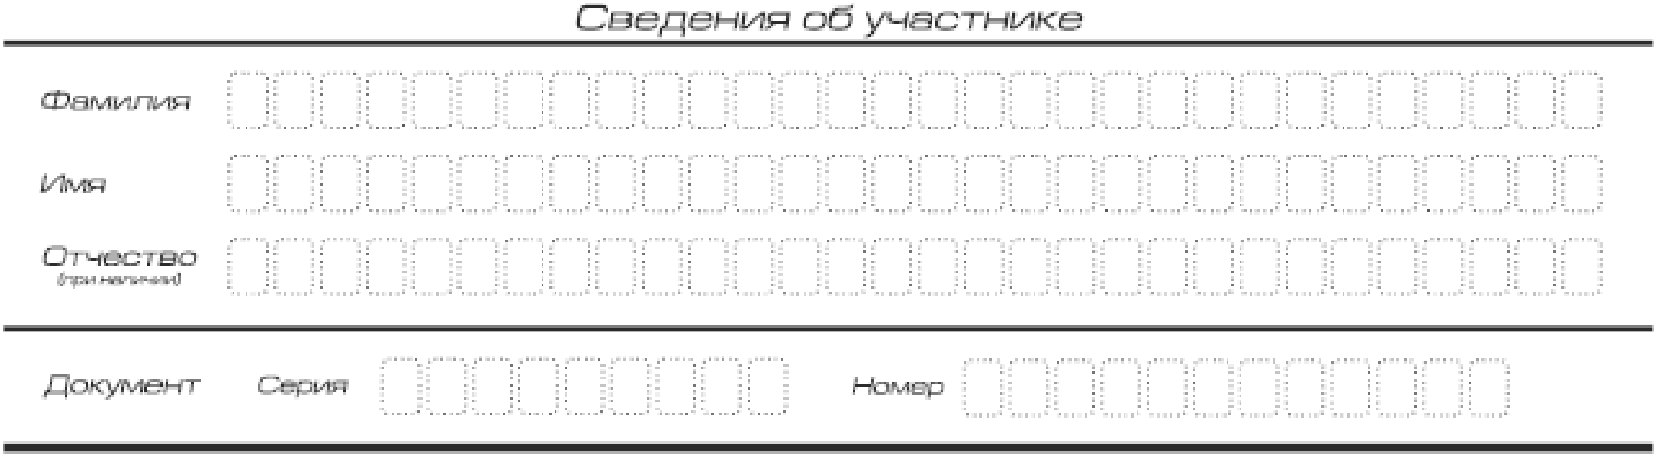 Сведения об участнике
Фамилия
Имя
Отчество
(при наличии)
Документ Серия Номер